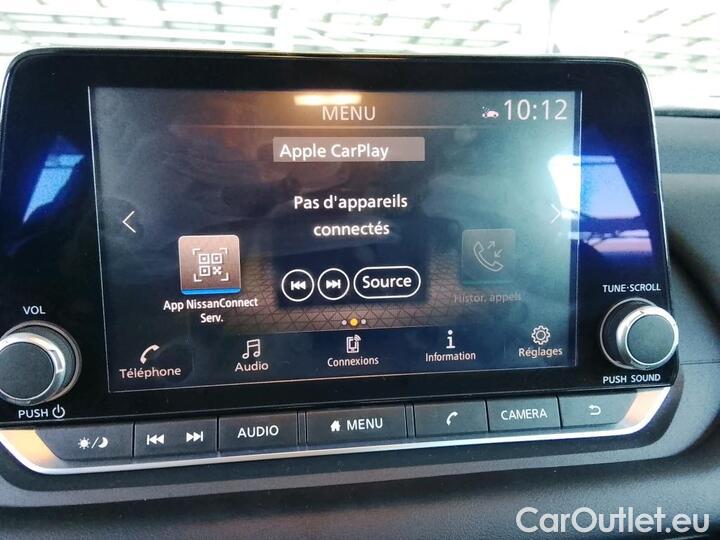 MENU
10:12
Apple CarPlay
Pas d'appareils
connectés
Source
App NissanConnect
Serv.
Histor. appels
Téléphone
Audio
Connexions
Information
Réglages
VOL
PUSH
TUNE·SCROLL
PUSH SOUND
AUDIO
MENU
CAMERA
CarOutlet.eu